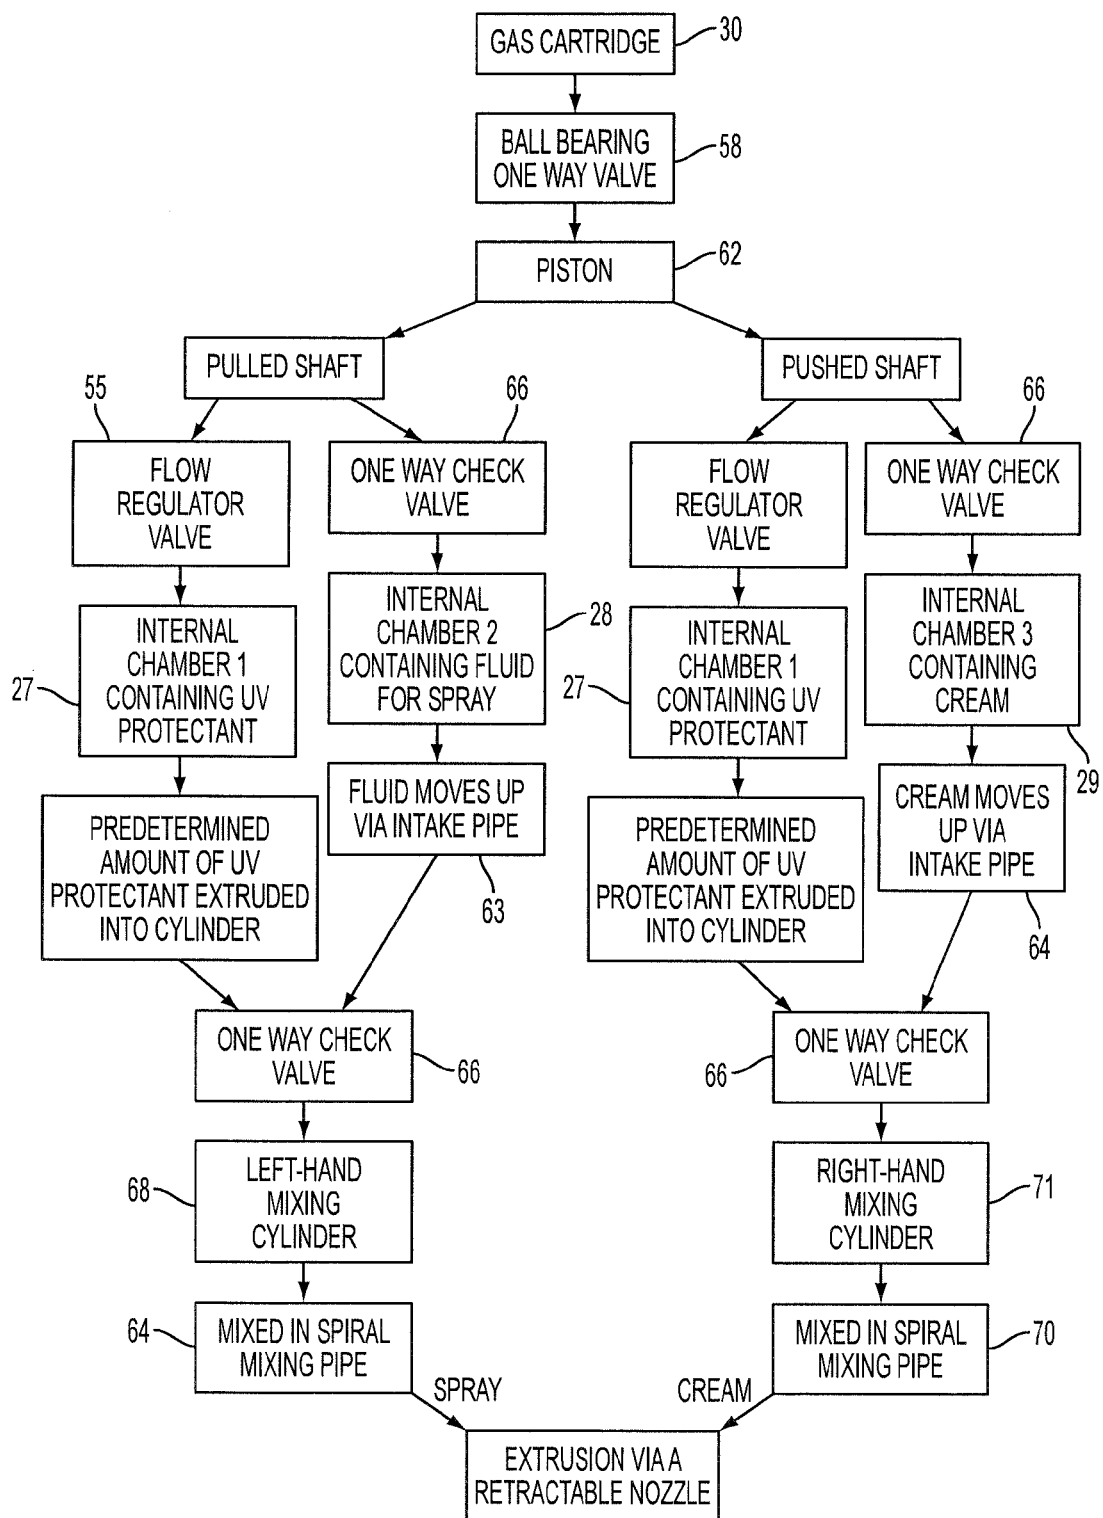 GAS CARTRIDGE
30
BALL BEARING
ONE WAY VALVE
58
PISTON
62
PULLED SHAFT
PUSHED SHAFT
55
FLOW
REGULATOR
VALVE
66
ONE WAY CHECK
VALVE
FLOW
REGULATOR
VALVE
66
ONE WAY CHECK
VALVE
27
INTERNAL
CHAMBER 1
CONTAINING UV
PROTECTANT
INTERNAL
CHAMBER 2
CONTAINING FLUID
FOR SPRAY
28
27
INTERNAL
CHAMBER 1
CONTAINING UV
PROTECTANT
INTERNAL
CHAMBER 3
CONTAINING
CREAM
29
PREDETERMINED
AMOUNT OF UV
PROTECTANT EXTRUDED
INTO CYLINDER
FLUID MOVES UP
VIA INTAKE PIPE
63
PREDETERMINED
AMOUNT OF UV
PROTECTANT EXTRUDED
INTO CYLINDER
CREAM MOVES
UP VIA
INTAKE PIPE
64
ONE WAY CHECK
VALVE
66
66
ONE WAY CHECK
VALVE
68
LEFT-HAND
MIXING
CYLINDER
RIGHT-HAND
MIXING
CYLINDER
71
64
MIXED IN SPIRAL
MIXING PIPE
MIXED IN SPIRAL
MIXING PIPE
70
SPRAY
CREAM
EXTRUSION VIA A
RETRACTABLE NOZZLE